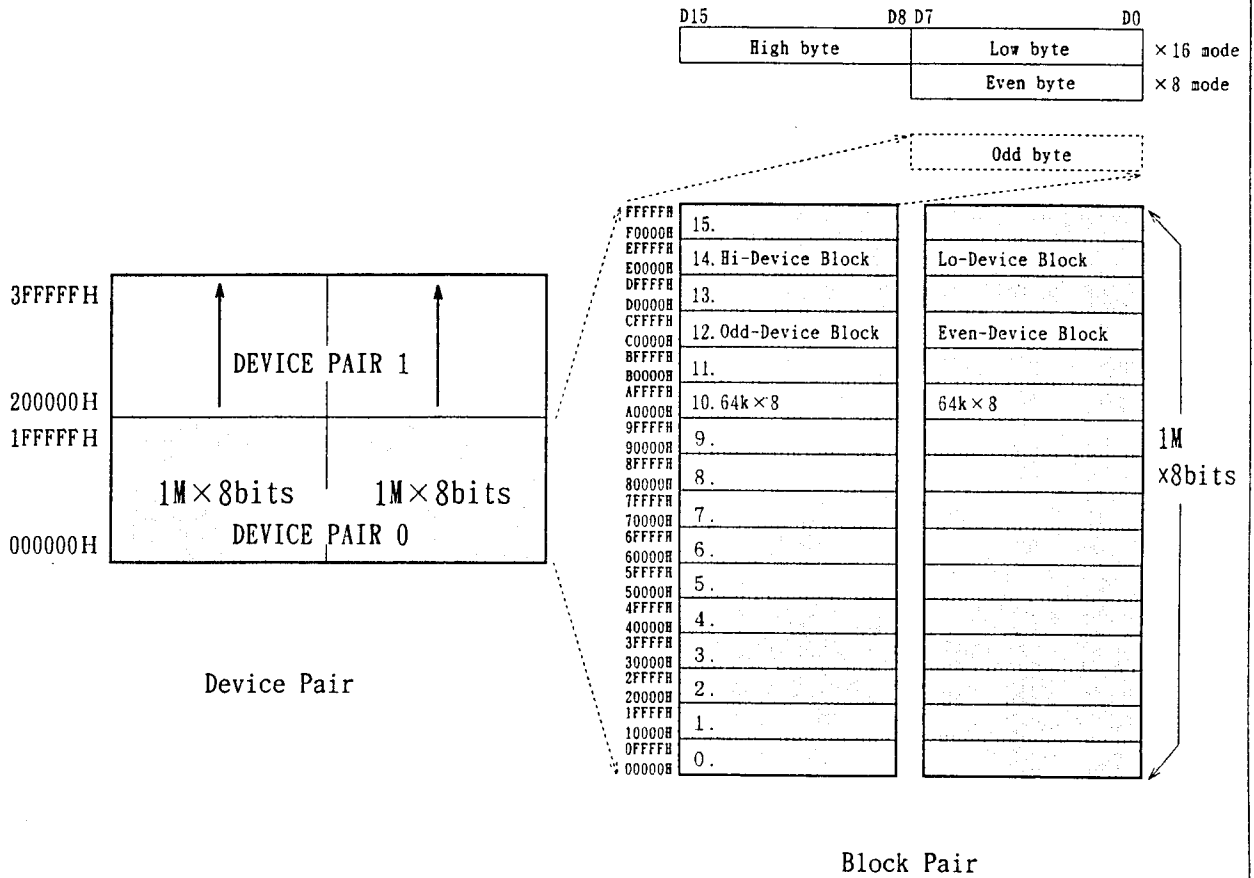 D15 D8 D7 D0
High byte Low byte ×16 mode
Even byte ×8 mode
Odd byte
3FFFFFH
200000H
1FFFFFH
000000H
DEVICE PAIR 1
1M×8bits 1M×8bits
DEVICE PAIR 0
Device Pair
FFFFFH
F0000H
15.
EFFFFH
E0000H
14. Hi-Device Block Lo-Device Block
DFFFFH
D0000H
13.
CFFFFH
C0000H
12. Odd-Device Block Even-Device Block
BFFFFH
B0000H
11.
AFFFFH
A0000H
10. 64k×8 64k×8
9FFFFH
90000H
9.
8FFFFH
80000H
8.
7FFFFH
70000H
7.
6FFFFH
60000H
6.
5FFFFH
50000H
5.
4FFFFH
40000H
4.
3FFFFH
30000H
3.
2FFFFH
20000H
2.
1FFFFH
10000H
1.
0FFFFH
00000H
0.
1M
×8bits
Block Pair